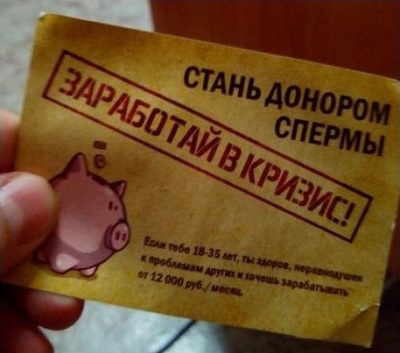 СТАНЬ ДОНОРОМ
СПЕРМЫ
ЗАРАБОТАЙ В КРИЗИС!
Если тебе 18-35 лет, ты здоров, неравнодушен
к проблемам других и хочешь зарабатывать
от 12 000 руб./месяц.